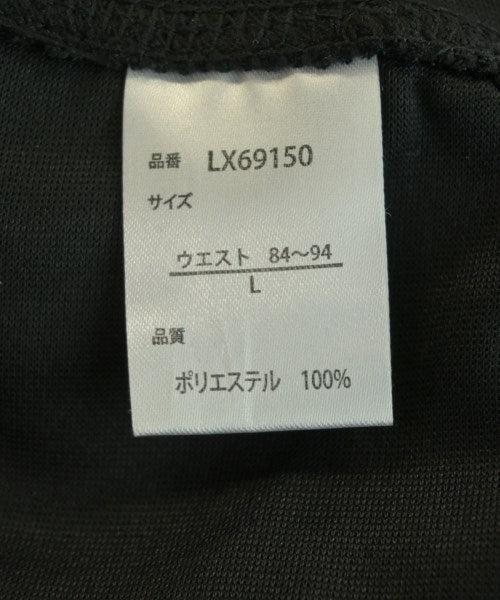 品番 LX69150
サイズ
ウエスト 84～94
L
品質
ポリエステル 100%